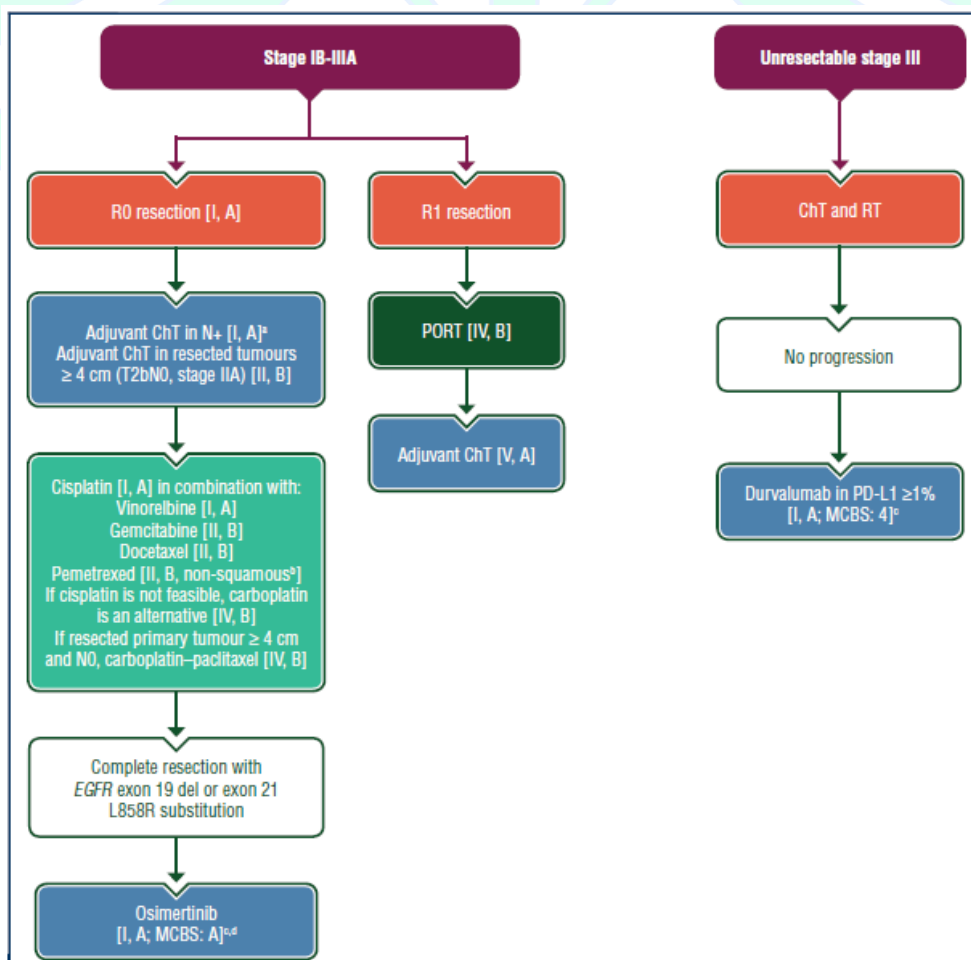 Stage IB-IIIA
R0 resection [I, A]
Adjuvant ChT in N+ [I, A]ᵃ
Adjuvant ChT in resected tumours
≥ 4 cm (T2bN0, stage IIA) [II, B]
Cisplatin [I, A] in combination with:
Vinorelbine [I, A]
Gemcitabine [II, B]
Docetaxel [II, B]
Pemetrexed [II, B, non-squamousᵇ]
If cisplatin is not feasible, carboplatin
is an alternative [IV, B]
If resected primary tumour ≥ 4 cm
and N0, carboplatin–paclitaxel [IV, B]
Complete resection with
EGFR exon 19 del or exon 21
L858R substitution
Osimertinib
[I, A; MCBS: A]ᶜ,ᵈ
R1 resection
PORT [IV, B]
Adjuvant ChT [V, A]
Unresectable stage III
ChT and RT
No progression
Durvalumab in PD-L1 ≥1%
[I, A; MCBS: 4]ᶜ